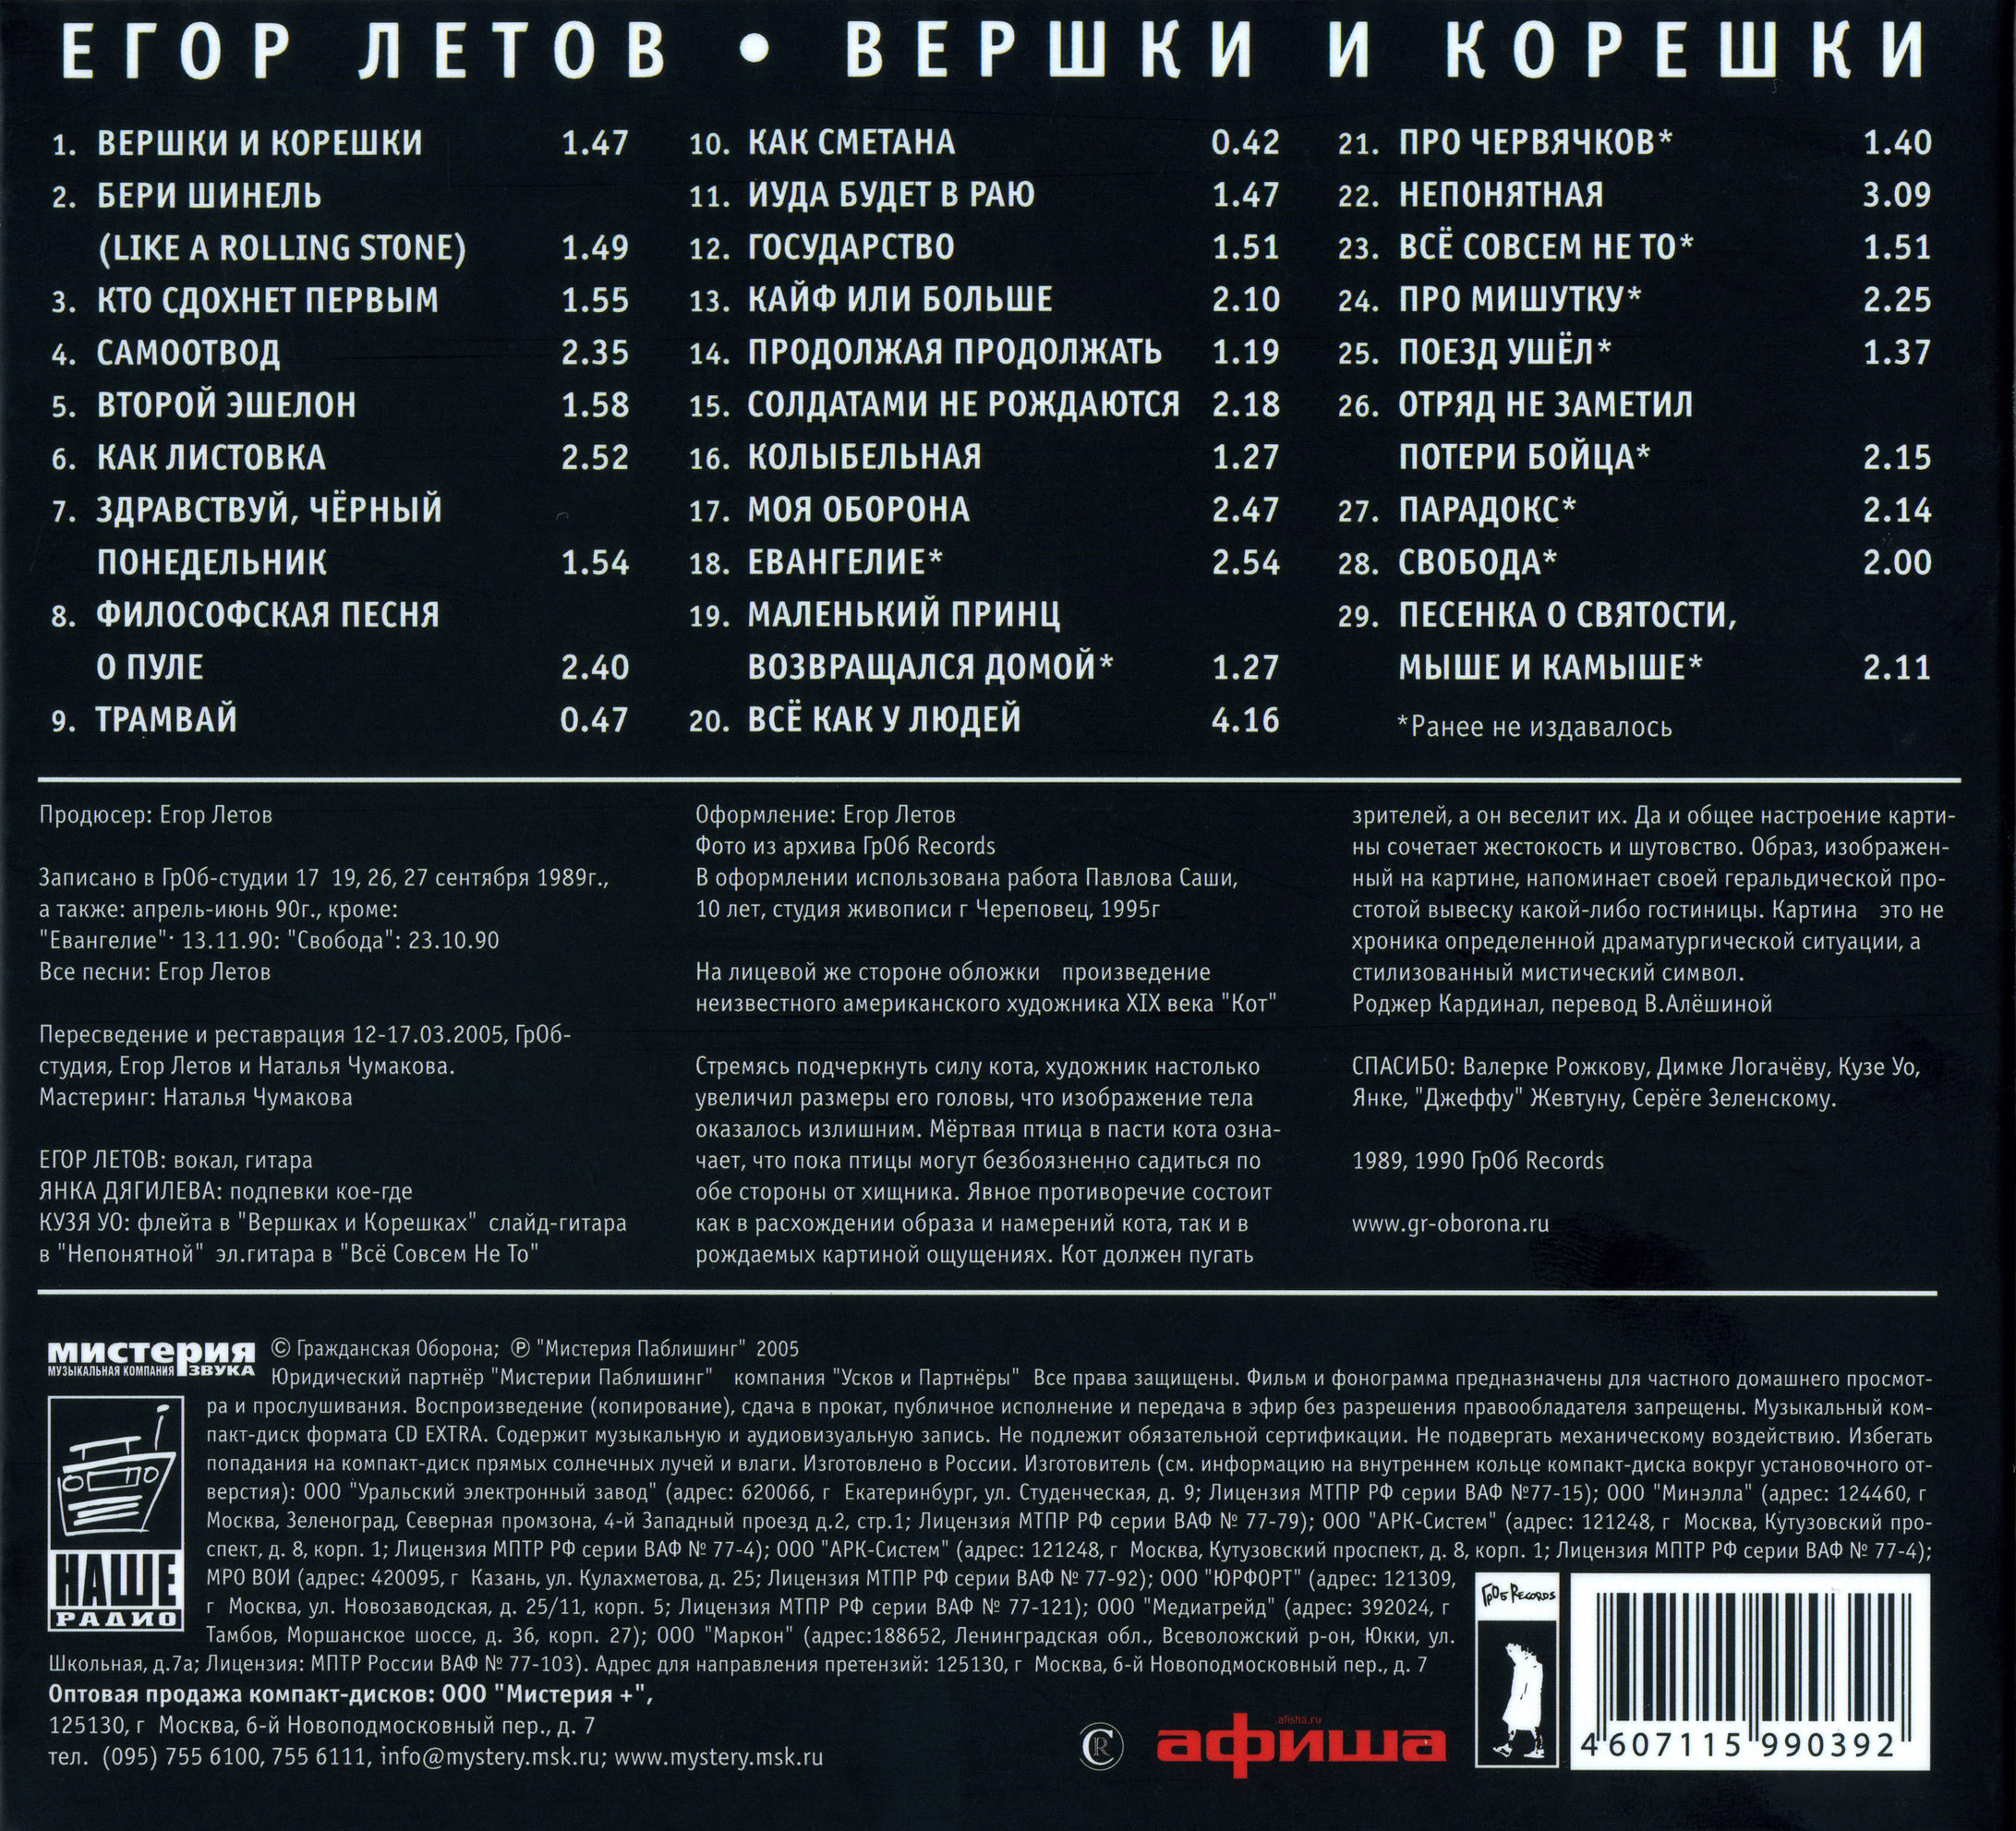 ЕГОР ЛЕТОВ • ВЕРШКИ И КОРЕШКИ
1. ВЕРШКИ И КОРЕШКИ 1.47
2. БЕРИ ШИНЕЛЬ
(LIKE A ROLLING STONE) 1.49
3. КТО СДОХНЕТ ПЕРВЫМ 1.55
4. САМООТВОД 2.35
5. ВТОРОЙ ЭШЕЛОН 1.58
6. КАК ЛИСТОВКА 2.52
7. ЗДРАВСТВУЙ, ЧЁРНЫЙ
ПОНЕДЕЛЬНИК 1.54
8. ФИЛОСОФСКАЯ ПЕСНЯ
О ПУЛЕ 2.40
9. ТРАМВАЙ 0.47
10. КАК СМЕТАНА 0.42
11. ИУДА БУДЕТ В РАЮ 1.47
12. ГОСУДАРСТВО 1.51
13. КАЙФ ИЛИ БОЛЬШЕ 2.10
14. ПРОДОЛЖАЯ ПРОДОЛЖАТЬ 1.19
15. СОЛДАТАМИ НЕ РОЖДАЮТСЯ 2.18
16. КОЛЫБЕЛЬНАЯ 1.27
17. МОЯ ОБОРОНА 2.47
18. ЕВАНГЕЛИЕ* 2.54
19. МАЛЕНЬКИЙ ПРИНЦ
ВОЗВРАЩАЛСЯ ДОМОЙ* 1.27
20. ВСЁ КАК У ЛЮДЕЙ 4.16
21. ПРО ЧЕРВЯЧКОВ* 1.40
22. НЕПОНЯТНАЯ 3.09
23. ВСЁ СОВСЕМ НЕ ТО* 1.51
24. ПРО МИШУТКУ* 2.25
25. ПОЕЗД УШЁЛ* 1.37
26. ОТРЯД НЕ ЗАМЕТИЛ
ПОТЕРИ БОЙЦА* 2.15
27. ПАРАДОКС* 2.14
28. СВОБОДА* 2.00
29. ПЕСЕНКА О СВЯТОСТИ,
МЫШЕ И КАМЫШЕ* 2.11
*Ранее не издавалось
Продюсер: Егор Летов
Записано в ГрОб-студии 17 19, 26, 27 сентября 1989г.,
а также: апрель-июнь 90г., кроме:
"Евангелие"· 13.11.90: "Свобода": 23.10.90
Все песни: Егор Летов
Пересведение и реставрация 12-17.03.2005, ГрОб-
студия, Егор Летов и Наталья Чумакова.
Мастеринг: Наталья Чумакова
ЕГОР ЛЕТОВ: вокал, гитара
ЯНКА ДЯГИЛЕВА: подпевки кое-где
КУЗЯ УО: флейта в "Вершках и Корешках" слайд-гитара
в "Непонятной" эл.гитара в "Всё Совсем Не То"
Оформление: Егор Летов
Фото из архива ГрОб Records
В оформлении использована работа Павлова Саши,
10 лет, студия живописи г Череповец, 1995г
На лицевой же стороне обложки произведение
неизвестного американского художника XIX века "Кот"
Стремясь подчеркнуть силу кота, художник настолько
увеличил размеры его головы, что изображение тела
оказалось излишним. Мёртвая птица в пасти кота озна-
чает, что пока птицы могут безбоязненно садиться по
обе стороны от хищника. Явное противоречие состоит
как в расхождении образа и намерений кота, так и в
рождаемых картиной ощущениях. Кот должен пугать
зрителей, а он веселит их. Да и общее настроение карти-
ны сочетает жестокость и шутовство. Образ, изображен-
ный на картине, напоминает своей геральдической про-
стотой вывеску какой-либо гостиницы. Картина это не
хроника определенной драматургической ситуации, а
стилизованный мистический символ.
Роджер Кардинал, перевод В.Алёшиной
СПАСИБО: Валерке Рожкову, Димке Логачёву, Кузе Уо,
Янке, "Джеффу" Жевтуну, Серёге Зеленскому.
1989, 1990 ГрОб Records
www.gr-oborona.ru
мистерия
МУЗЫКАЛЬНАЯ КОМПАНИЯ ЗВУКА
© Гражданская Оборона; ℗ "Мистерия Паблишинг" 2005
Юридический партнёр "Мистерии Паблишинг" компания "Усков и Партнёры" Все права защищены. Фильм и фонограмма предназначены для частного домашнего просмот-
ра и прослушивания. Воспроизведение (копирование), сдача в прокат, публичное исполнение и передача в эфир без разрешения правообладателя запрещены. Музыкальный ком-
пакт-диск формата CD EXTRA. Содержит музыкальную и аудиовизуальную запись. Не подлежит обязательной сертификации. Не подвергать механическому воздействию. Избегать
попадания на компакт-диск прямых солнечных лучей и влаги. Изготовлено в России. Изготовитель (см. информацию на внутреннем кольце компакт-диска вокруг установочного от-
верстия): ООО "Уральский электронный завод" (адрес: 620066, г Екатеринбург, ул. Студенческая, д. 9; Лицензия МТПР РФ серии ВАФ №77-15); ООО "Минэлла" (адрес: 124460, г
Москва, Зеленоград, Северная промзона, 4-й Западный проезд д.2, стр.1; Лицензия МТПР РФ серии ВАФ № 77-79); ООО "АРК-Систем" (адрес: 121248, г Москва, Кутузовский про-
спект, д. 8, корп. 1; Лицензия МПТР РФ серии ВАФ № 77-4); ООО "АРК-Систем" (адрес: 121248, г Москва, Кутузовский проспект, д. 8, корп. 1; Лицензия МПТР РФ серии ВАФ № 77-4);
МРО ВОИ (адрес: 420095, г Казань, ул. Кулахметова, д. 25; Лицензия МТПР РФ серии ВАФ № 77-92); ООО "ЮРФОРТ" (адрес: 121309,
г Москва, ул. Новозаводская, д. 25/11, корп. 5; Лицензия МТПР РФ серии ВАФ № 77-121); ООО "Медиатрейд" (адрес: 392024, г
Тамбов, Моршанское шоссе, д. 36, корп. 27); ООО "Маркон" (адрес:188652, Ленинградская обл., Всеволожский р-он, Юкки, ул.
Школьная, д.7а; Лицензия: МПТР России ВАФ № 77-103). Адрес для направления претензий: 125130, г Москва, 6-й Новоподмосковный пер., д. 7
Оптовая продажа компакт-дисков: ООО "Мистерия +",
125130, г Москва, 6-й Новоподмосковный пер., д. 7
тел. (095) 755 6100, 755 6111, info@mystery.msk.ru; www.mystery.msk.ru
НАШЕ
РАДИО
CR
afisha.ru
афиша
ГрОб Records
4 607115 990392